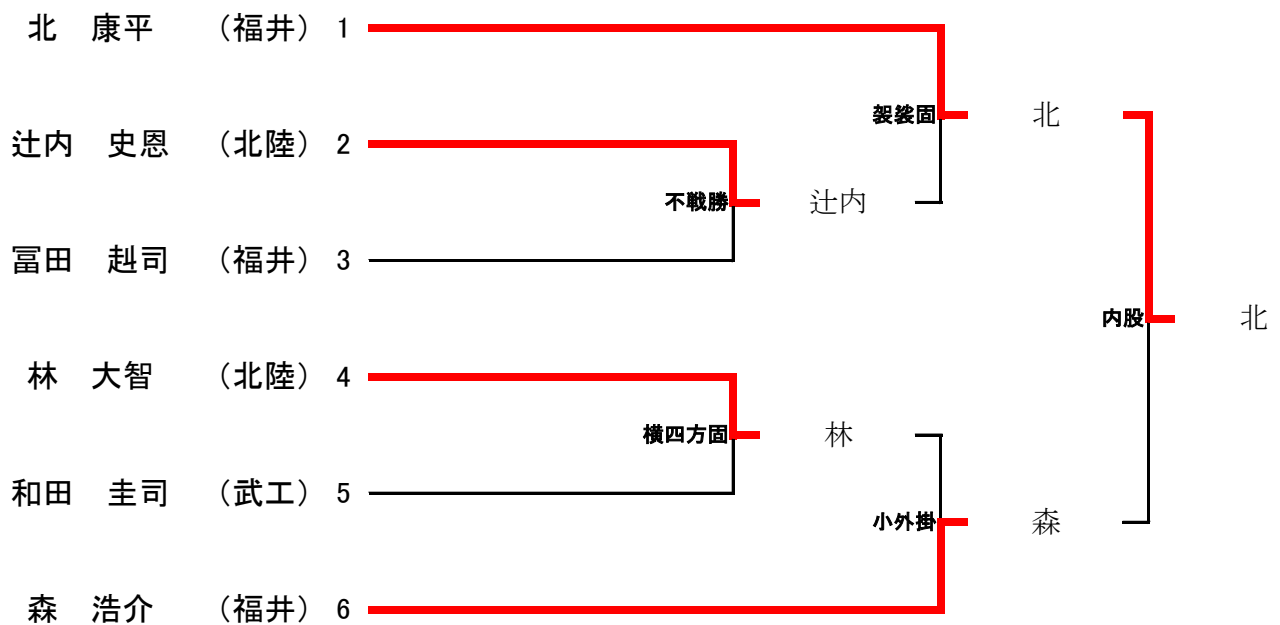 北　康平　（福井） 1
袈裟固　北
辻内　史恩　（北陸） 2
不戦勝　辻内
冨田　赳司　（福井） 3
内股　北
林　大智　（北陸） 4
横四方固　林
和田　圭司　（武工） 5
小外掛　森
森　浩介　（福井） 6